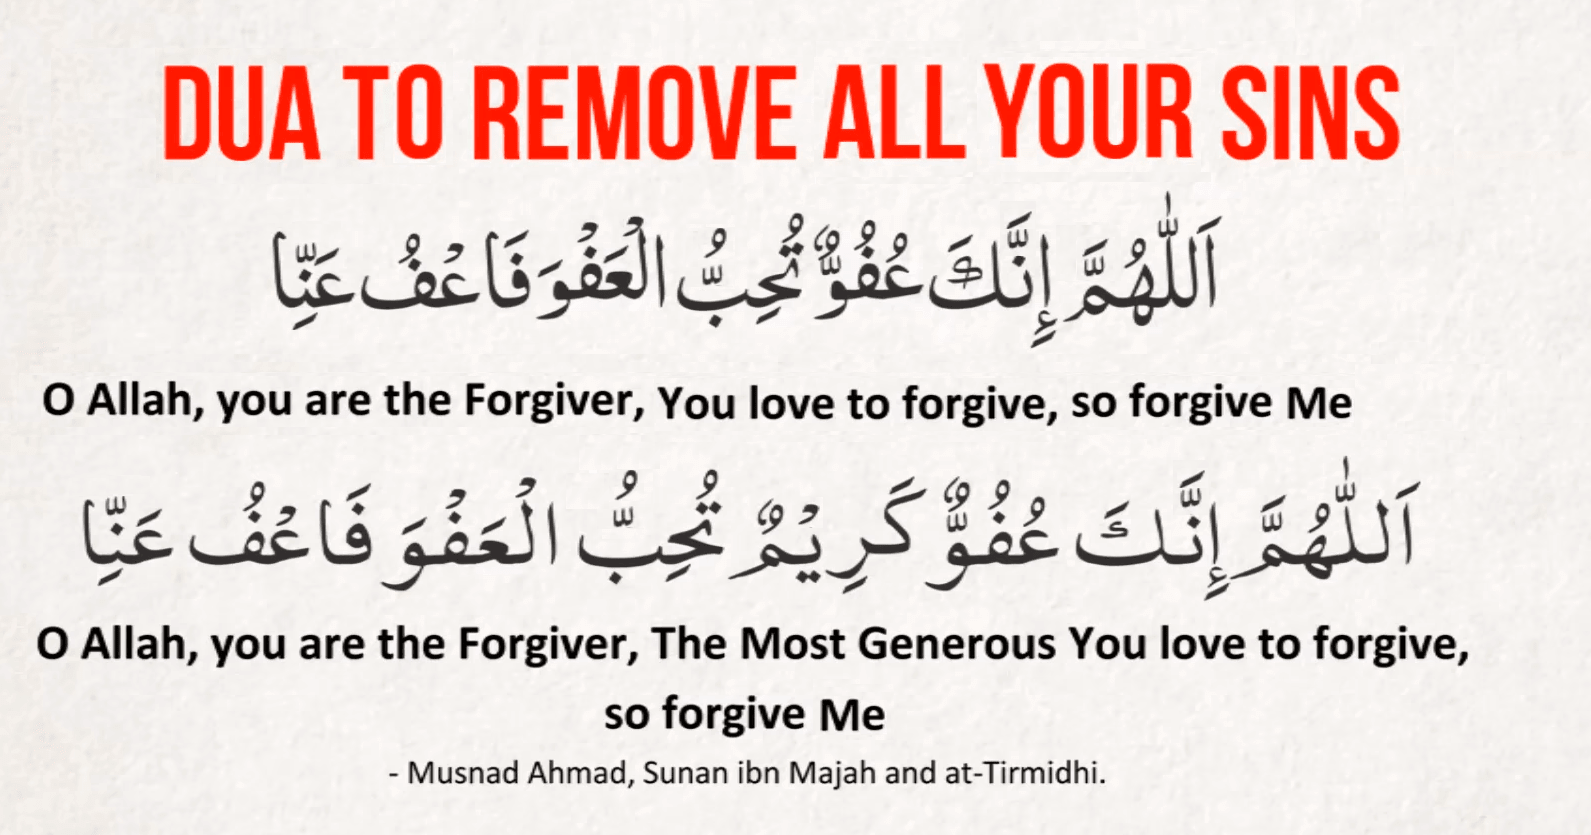 DUA TO REMOVE ALL YOUR SINS
اَللّٰهُمَّ إِنَّكَ عُفُوٌّ تُحِبُّ الْعَفْوَ فَاعْفُ عَنِّا
O Allah, you are the Forgiver, You love to forgive, so forgive Me
اَللّٰهُمَّ إِنَّكَ عُفُوٌّ كَرِيْمٌ تُحِبُّ الْعَفْوَ فَاعْفُ عَنِّا
O Allah, you are the Forgiver, The Most Generous You love to forgive,
so forgive Me
- Musnad Ahmad, Sunan ibn Majah and at-Tirmidhi.